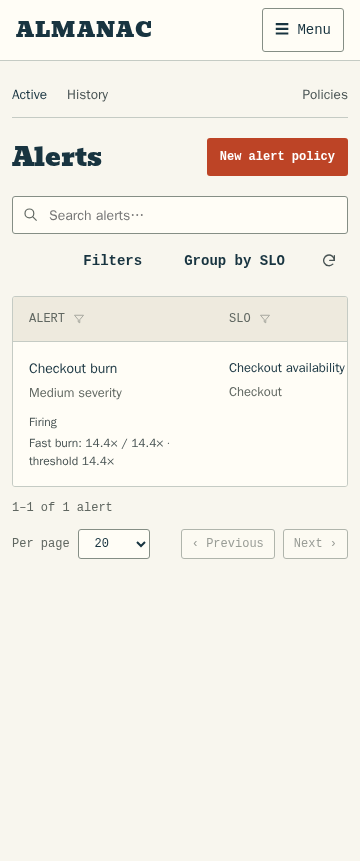 ALMANAC
☰ Menu
Active History Policies
Alerts
New alert policy
Search alerts…
Filters Group by SLO
ALERT SLO
Checkout burn Checkout availability
Medium severity Checkout
Firing
Fast burn: 14.4× / 14.4× ·
threshold 14.4×
1–1 of 1 alert
Per page 20 ‹ Previous Next ›